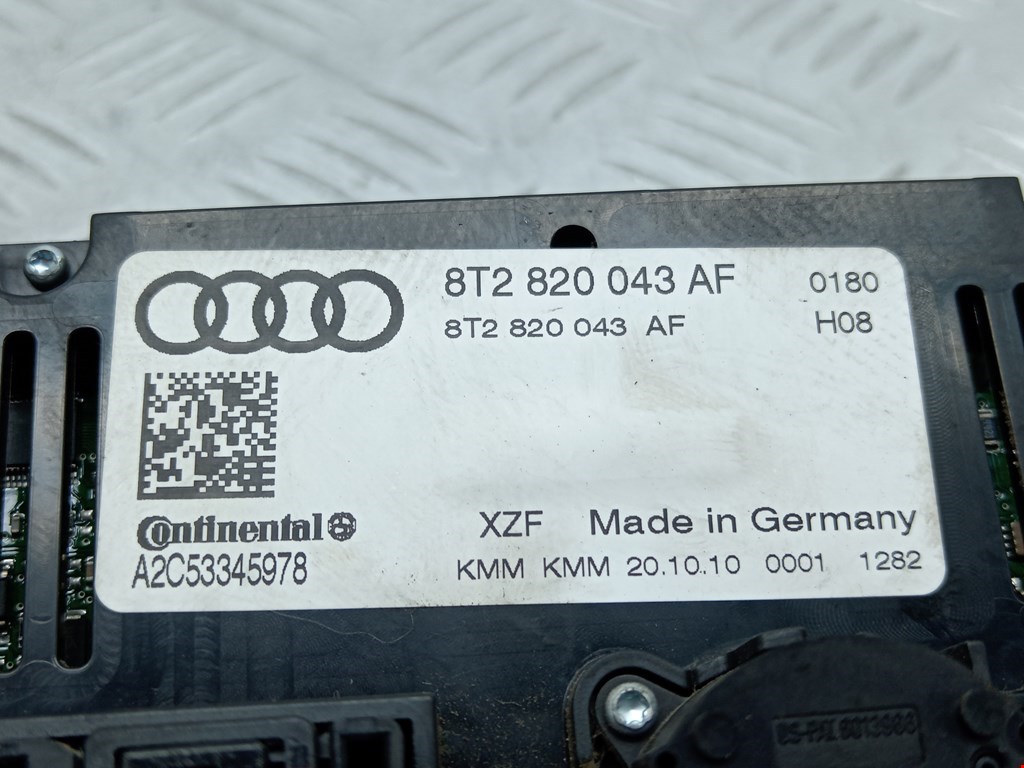 8T2 820 043 AF 0180
8T2 820 043 AF H08
Continental
XZF Made in Germany
A2C53345978
KMM KMM 20.10.10 0001 1282